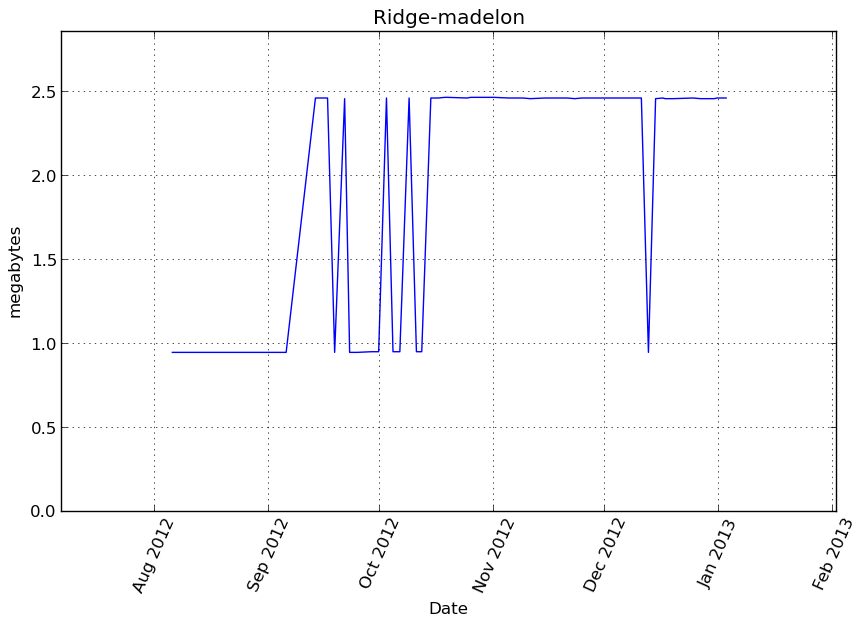 Ridge-madelon
megabytes
2.5
2.0
1.5
1.0
0.5
0.0
Aug 2012
Sep 2012
Oct 2012
Nov 2012
Dec 2012
Jan 2013
Feb 2013
Date